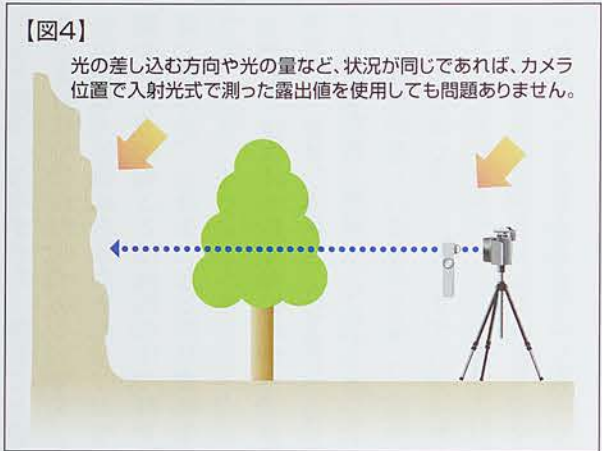 【図4】
光の差し込む方向や光の量など、状況が同じであれば、カメラ
位置で入射光式で測った露出値を使用しても問題ありません。